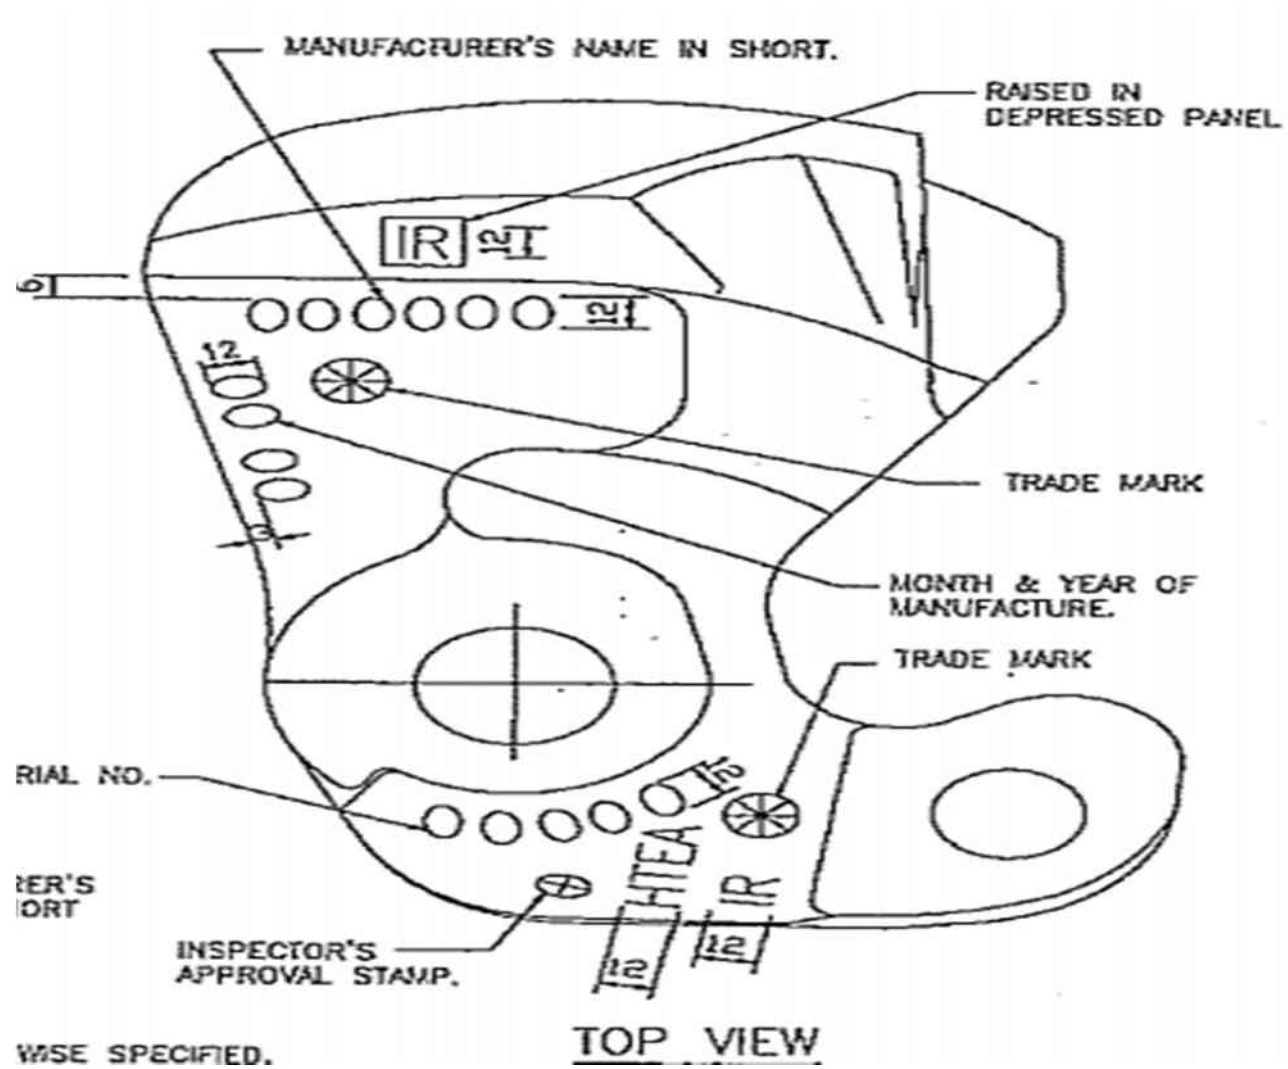 MANUFACTURER'S NAME IN SHORT.
RAISED IN
DEPRESSED PANEL
IR
12
6
12
12
TRADE MARK
MONTH & YEAR OF
MANUFACTURE.
TRADE MARK
RIAL NO.
12
HTEA
IR
RER'S
ORT
12
12
INSPECTOR'S
APPROVAL STAMP.
TOP VIEW
WISE SPECIFIED.